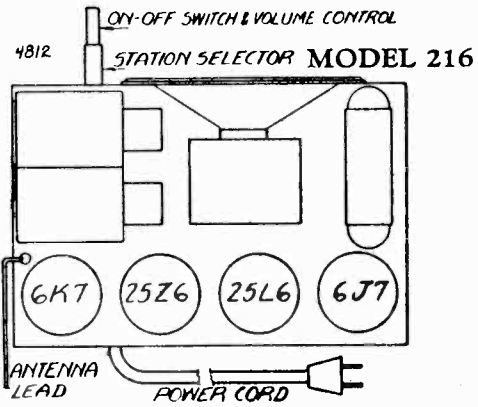 ON-OFF SWITCH & VOLUME CONTROL
4812
STATION SELECTOR MODEL 216
6K7 25Z6 25L6 6J7
ANTENNA
LEAD
POWER CORD